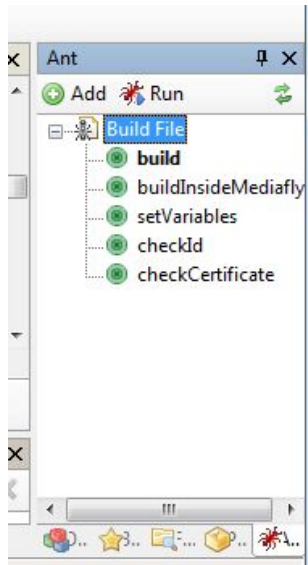 Ant
Add Run
Build File
build
buildInsideMediafly
setVariables
checkId
checkCertificate